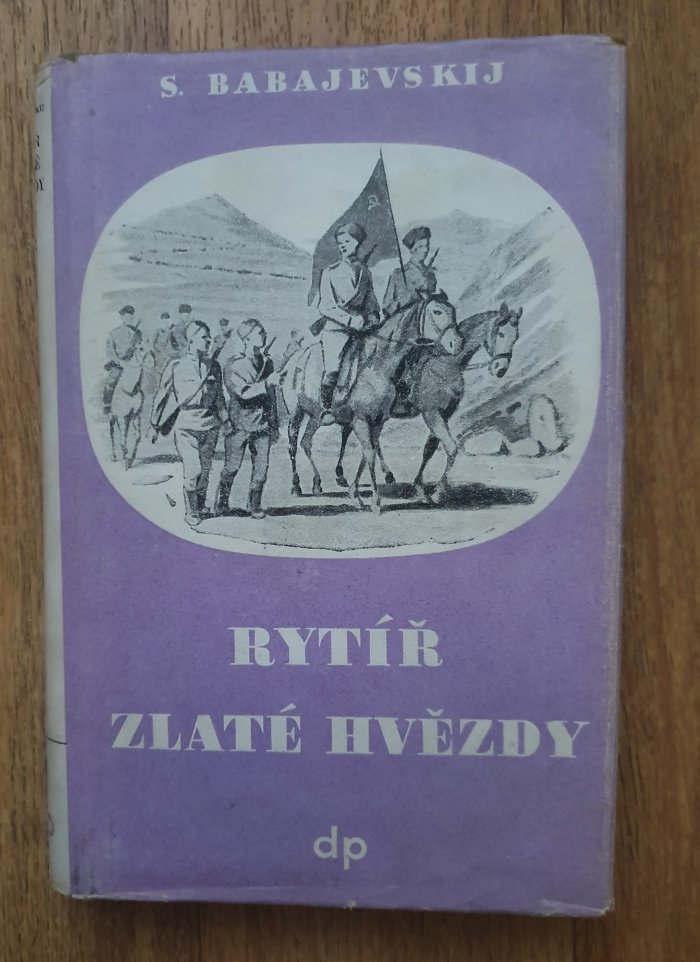 S. BABAJEVSKIJ
RYTÍŘ
ZLATÉ HVĚZDY
dp